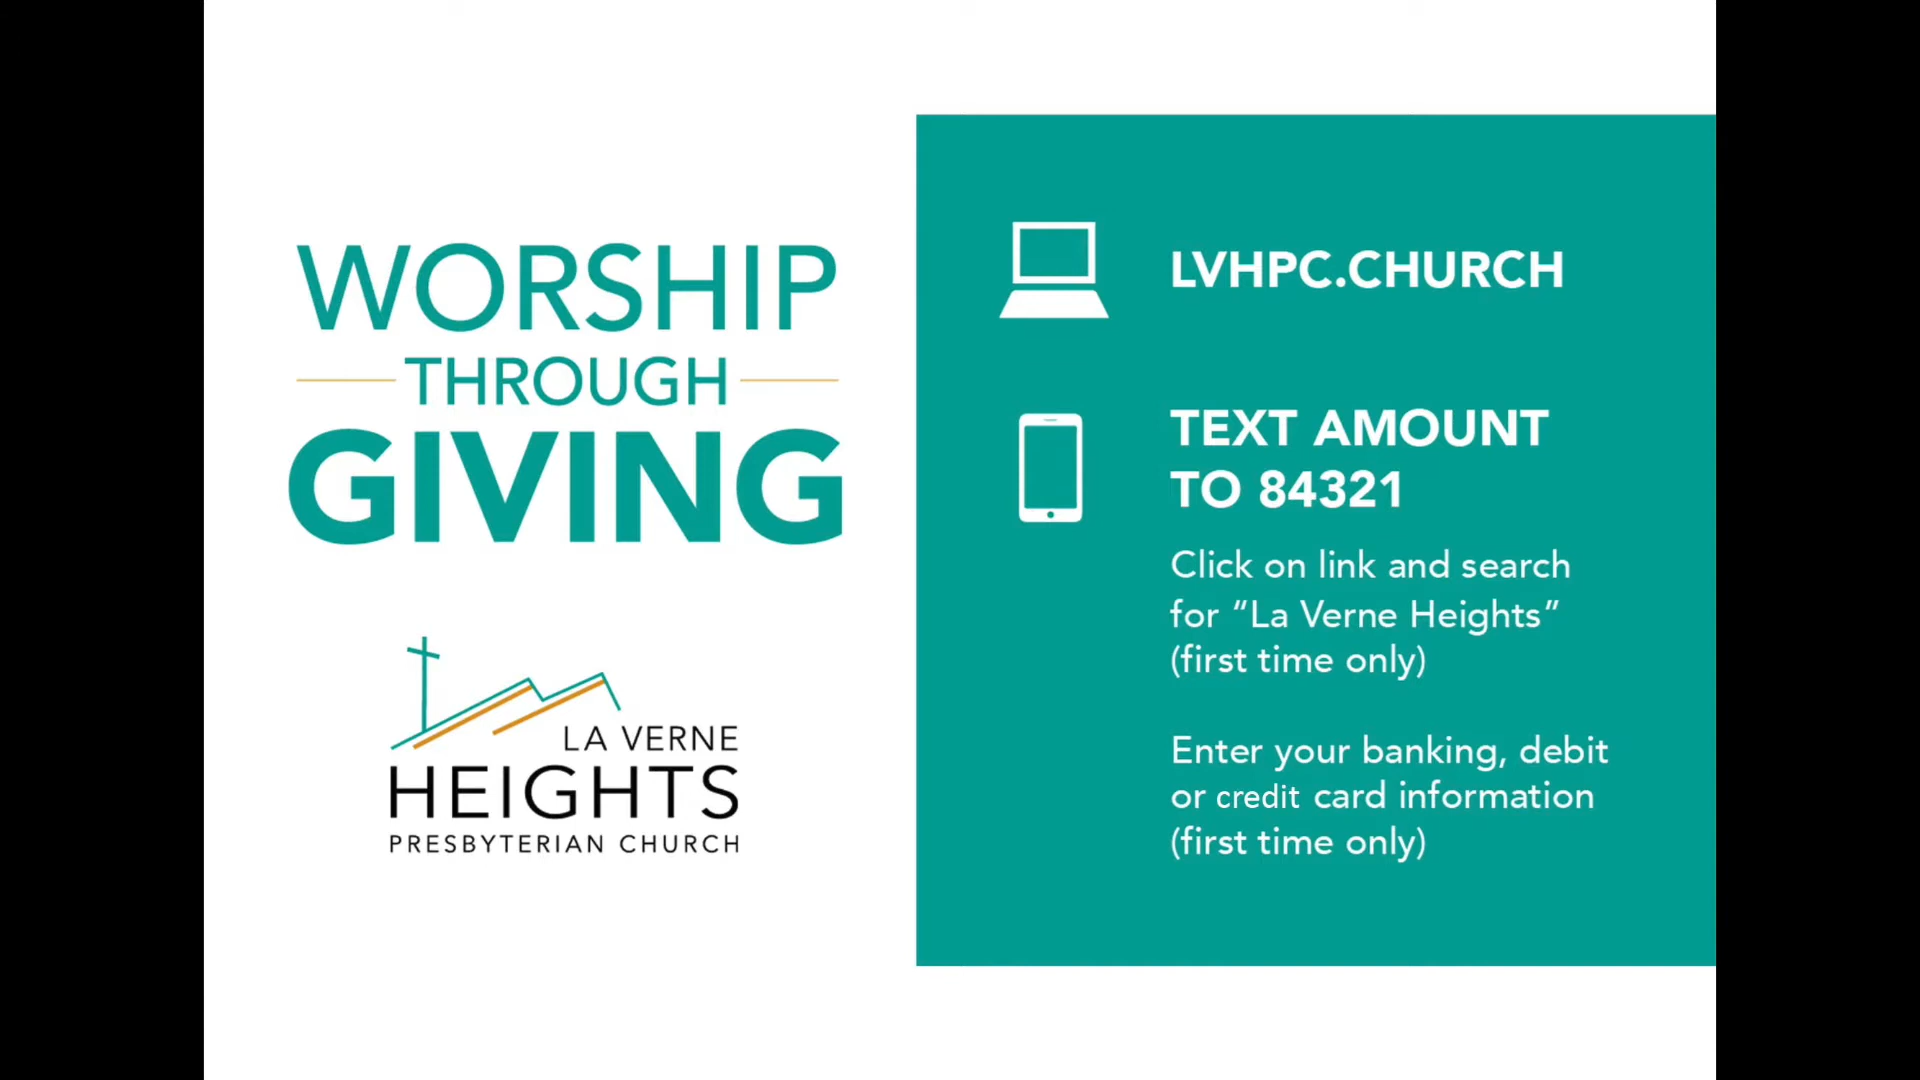 WORSHIP
THROUGH
GIVING
LA VERNE
HEIGHTS
PRESBYTERIAN CHURCH
LVHPC.CHURCH
TEXT AMOUNT
TO 84321
Click on link and search
for “La Verne Heights”
(first time only)
Enter your banking, debit
or credit card information
(first time only)